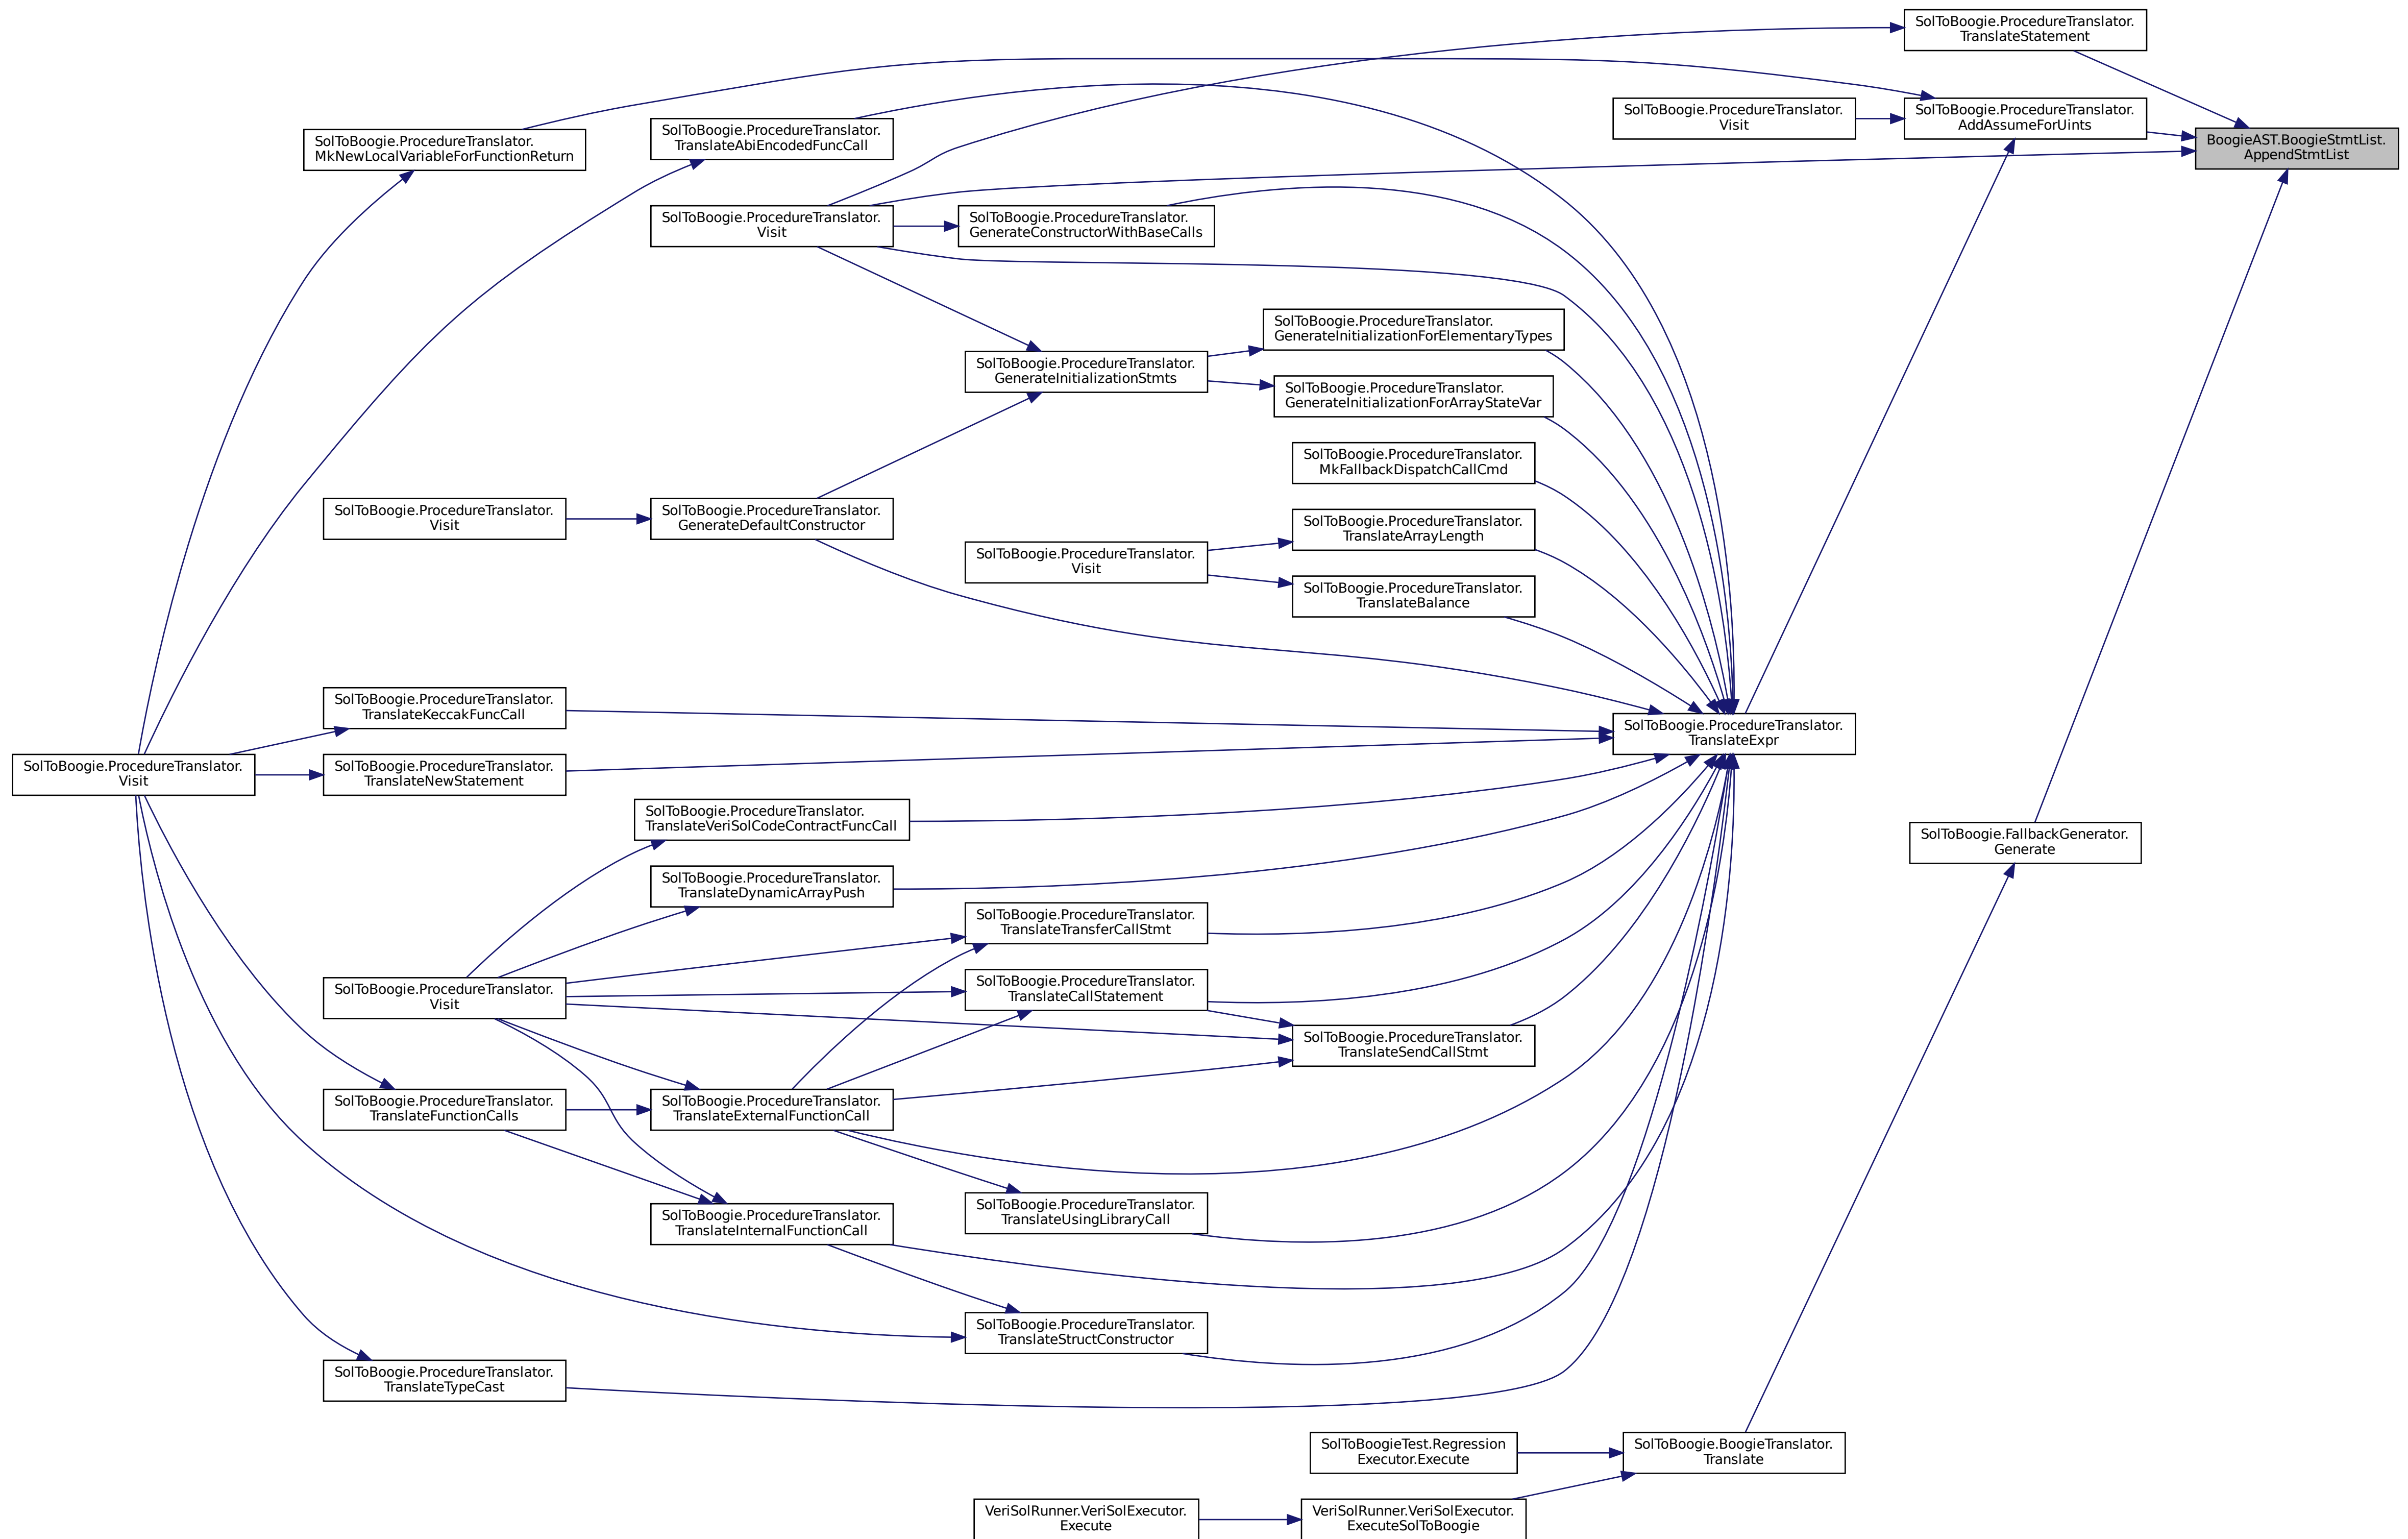 SolToBoogie.ProcedureTranslator.
TranslateStatement
SolToBoogie.ProcedureTranslator.
Visit
SolToBoogie.ProcedureTranslator.
AddAssumeForUints
BoogieAST.BoogieStmtList.
AppendStmtList
SolToBoogie.ProcedureTranslator.
MkNewLocalVariableForFunctionReturn
SolToBoogie.ProcedureTranslator.
TranslateAbiEncodedFuncCall
SolToBoogie.ProcedureTranslator.
Visit
SolToBoogie.ProcedureTranslator.
GenerateConstructorWithBaseCalls
SolToBoogie.ProcedureTranslator.
GenerateInitializationForElementaryTypes
SolToBoogie.ProcedureTranslator.
GenerateInitializationStmts
SolToBoogie.ProcedureTranslator.
GenerateInitializationForArrayStateVar
SolToBoogie.ProcedureTranslator.
MkFallbackDispatchCallCmd
SolToBoogie.ProcedureTranslator.
Visit
SolToBoogie.ProcedureTranslator.
GenerateDefaultConstructor
SolToBoogie.ProcedureTranslator.
TranslateArrayLength
SolToBoogie.ProcedureTranslator.
Visit
SolToBoogie.ProcedureTranslator.
TranslateBalance
SolToBoogie.ProcedureTranslator.
TranslateKeccakFuncCall
SolToBoogie.ProcedureTranslator.
TranslateExpr
SolToBoogie.ProcedureTranslator.
Visit
SolToBoogie.ProcedureTranslator.
TranslateNewStatement
SolToBoogie.ProcedureTranslator.
TranslateVeriSolCodeContractFuncCall
SolToBoogie.FallbackGenerator.
Generate
SolToBoogie.ProcedureTranslator.
TranslateDynamicArrayPush
SolToBoogie.ProcedureTranslator.
TranslateTransferCallStmt
SolToBoogie.ProcedureTranslator.
Visit
SolToBoogie.ProcedureTranslator.
TranslateCallStatement
SolToBoogie.ProcedureTranslator.
TranslateSendCallStmt
SolToBoogie.ProcedureTranslator.
TranslateFunctionCalls
SolToBoogie.ProcedureTranslator.
TranslateExternalFunctionCall
SolToBoogie.ProcedureTranslator.
TranslateUsingLibraryCall
SolToBoogie.ProcedureTranslator.
TranslateInternalFunctionCall
SolToBoogie.ProcedureTranslator.
TranslateStructConstructor
SolToBoogie.ProcedureTranslator.
TranslateTypeCast
SolToBoogieTest.Regression
Executor.Execute
SolToBoogie.BoogieTranslator.
Translate
VeriSolRunner.VeriSolExecutor.
Execute
VeriSolRunner.VeriSolExecutor.
ExecuteSolToBoogie